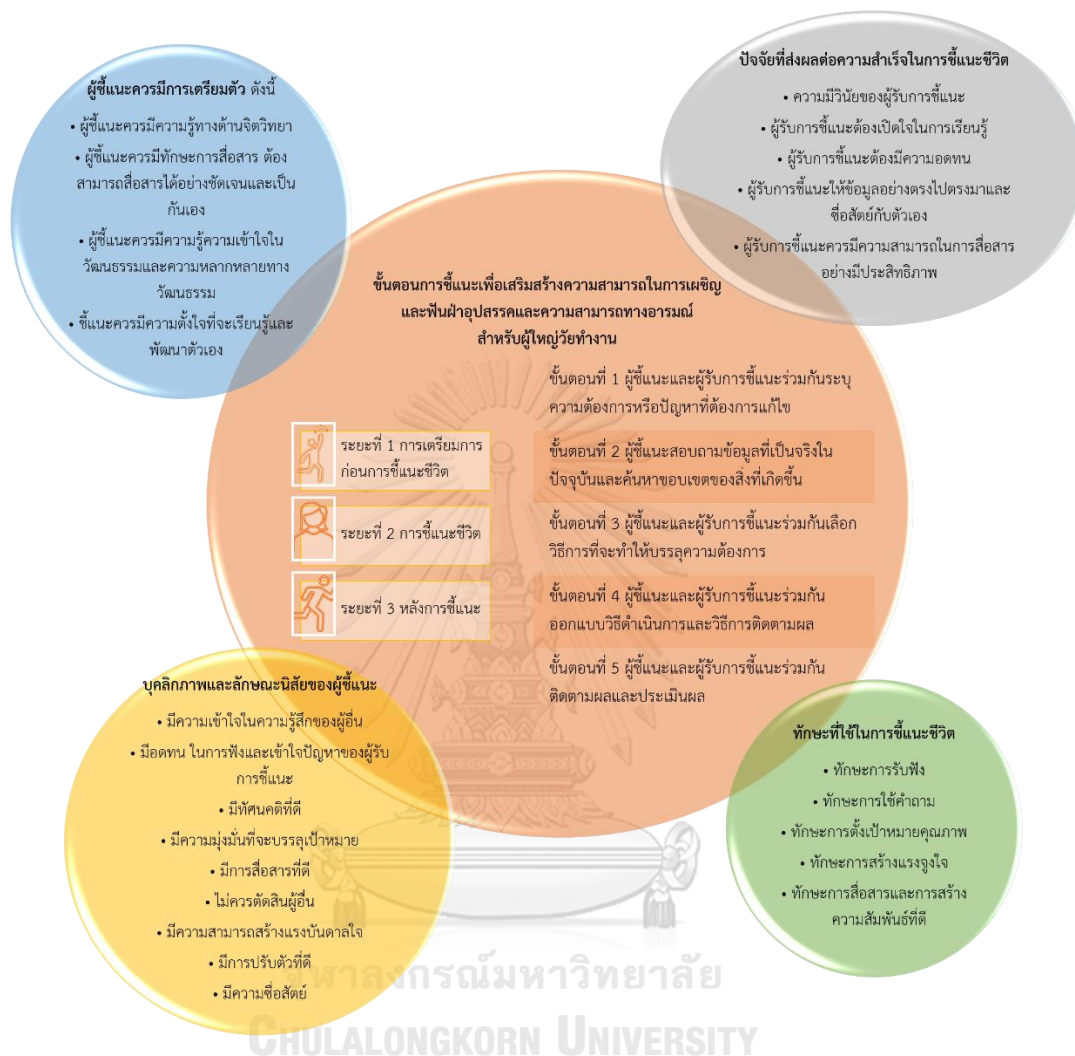 ผู้ชี้แนะควรมีการเตรียมตัว ดังนี้
• ผู้ชี้แนะควรมีความรู้ทางด้านจิตวิทยา
• ผู้ชี้แนะควรมีทักษะการสื่อสาร ต้อง
สามารถสื่อสารได้อย่างชัดเจนและเป็น
กันเอง
• ผู้ชี้แนะควรมีความรู้ความเข้าใจใน
วัฒนธรรมและความหลากหลายทาง
วัฒนธรรม
• ชี้แนะควรมีความตั้งใจที่จะเรียนรู้และ
พัฒนาตัวเอง
ปัจจัยที่ส่งผลต่อความสำเร็จในการชี้แนะชีวิต
• ความมีวินัยของผู้รับการชี้แนะ
• ผู้รับการชี้แนะต้องเปิดใจในการเรียนรู้
• ผู้รับการชี้แนะต้องมีความอดทน
• ผู้รับการชี้แนะให้ข้อมูลอย่างตรงไปตรงมาและ
ซื่อสัตย์กับตัวเอง
• ผู้รับการชี้แนะควรมีความสามารถในการสื่อสาร
อย่างมีประสิทธิภาพ
ขั้นตอนการชี้แนะเพื่อเสริมสร้างความสามารถในการเผชิญ
และฟันฝ่าอุปสรรคและความสามารถทางอารมณ์
สำหรับผู้ใหญ่วัยทำงาน
ระยะที่ 1 การเตรียมการ
ก่อนการชี้แนะชีวิต
ระยะที่ 2 การชี้แนะชีวิต
ระยะที่ 3 หลังการชี้แนะ
ขั้นตอนที่ 1 ผู้ชี้แนะและผู้รับการชี้แนะร่วมกันระบุ
ความต้องการหรือปัญหาที่ต้องการแก้ไข
ขั้นตอนที่ 2 ผู้ชี้แนะสอบถามข้อมูลที่เป็นจริงใน
ปัจจุบันและค้นหาขอบเขตของสิ่งที่เกิดขึ้น
ขั้นตอนที่ 3 ผู้ชี้แนะและผู้รับการชี้แนะร่วมกันเลือก
วิธีการที่จะทำให้บรรลุความต้องการ
ขั้นตอนที่ 4 ผู้ชี้แนะและผู้รับการชี้แนะร่วมกัน
ออกแบบวิธีดำเนินการและวิธีการติดตามผล
ขั้นตอนที่ 5 ผู้ชี้แนะและผู้รับการชี้แนะร่วมกัน
ติดตามผลและประเมินผล
บุคลิกภาพและลักษณะนิสัยของผู้ชี้แนะ
• มีความเข้าใจในความรู้สึกของผู้อื่น
• มีอดทน ในการฟังและเข้าใจปัญหาของผู้รับ
การชี้แนะ
• มีทัศนคติที่ดี
• มีความมุ่งมั่นที่จะบรรลุเป้าหมาย
• มีการสื่อสารที่ดี
• ไม่ควรตัดสินผู้อื่น
• มีความสามารถสร้างแรงบันดาลใจ
• มีการปรับตัวที่ดี
• มีความซื่อสัตย์
ทักษะที่ใช้ในการชี้แนะชีวิต
• ทักษะการรับฟัง
• ทักษะการใช้คำถาม
• ทักษะการตั้งเป้าหมายคุณภาพ
• ทักษะการสร้างแรงจูงใจ
• ทักษะการสื่อสารและการสร้าง
ความสัมพันธ์ที่ดี
จุฬาลงกรณ์มหาวิทยาลัย
CHULALONGKORN UNIVERSITY